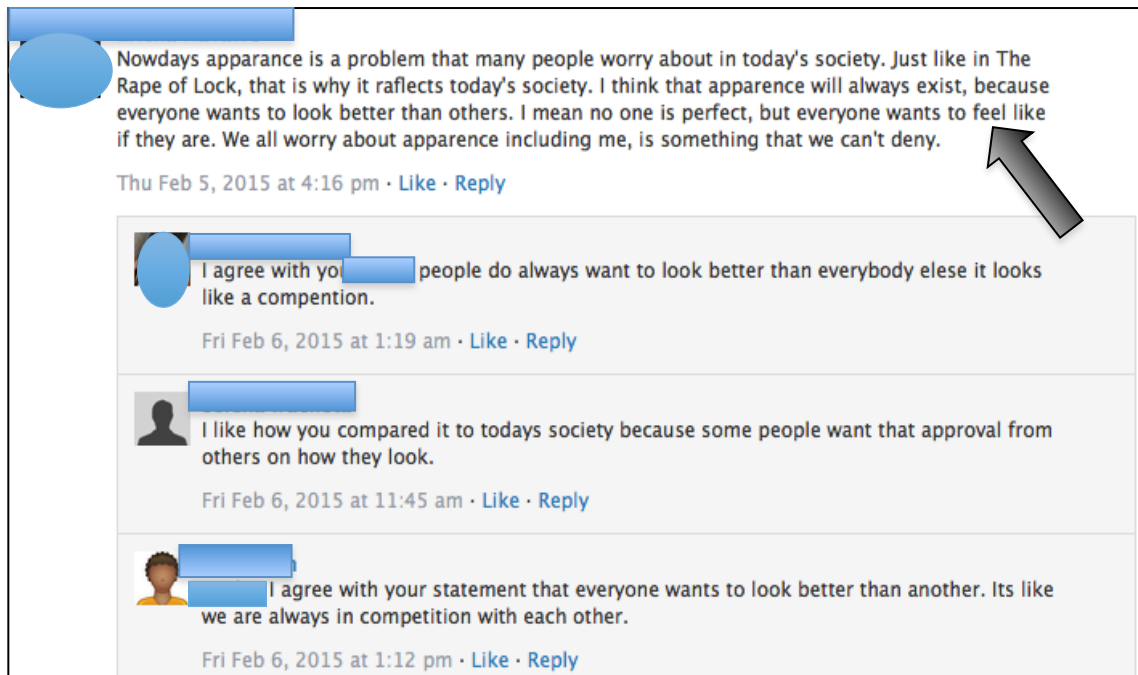 Nowdays apparance is a problem that many people worry about in today's society. Just like in The
Rape of Lock, that is why it raflects today's society. I think that apparence will always exist, because
everyone wants to look better than others. I mean no one is perfect, but everyone wants to feel like
if they are. We all worry about apparence including me, is something that we can't deny.
Thu Feb 5, 2015 at 4:16 pm · Like · Reply
I agree with you people do always want to look better than everybody elese it looks
like a compention.
Fri Feb 6, 2015 at 1:19 am · Like · Reply
I like how you compared it to todays society because some people want that approval from
others on how they look.
Fri Feb 6, 2015 at 11:45 am · Like · Reply
I agree with your statement that everyone wants to look better than another. Its like
we are always in competition with each other.
Fri Feb 6, 2015 at 1:12 pm · Like · Reply